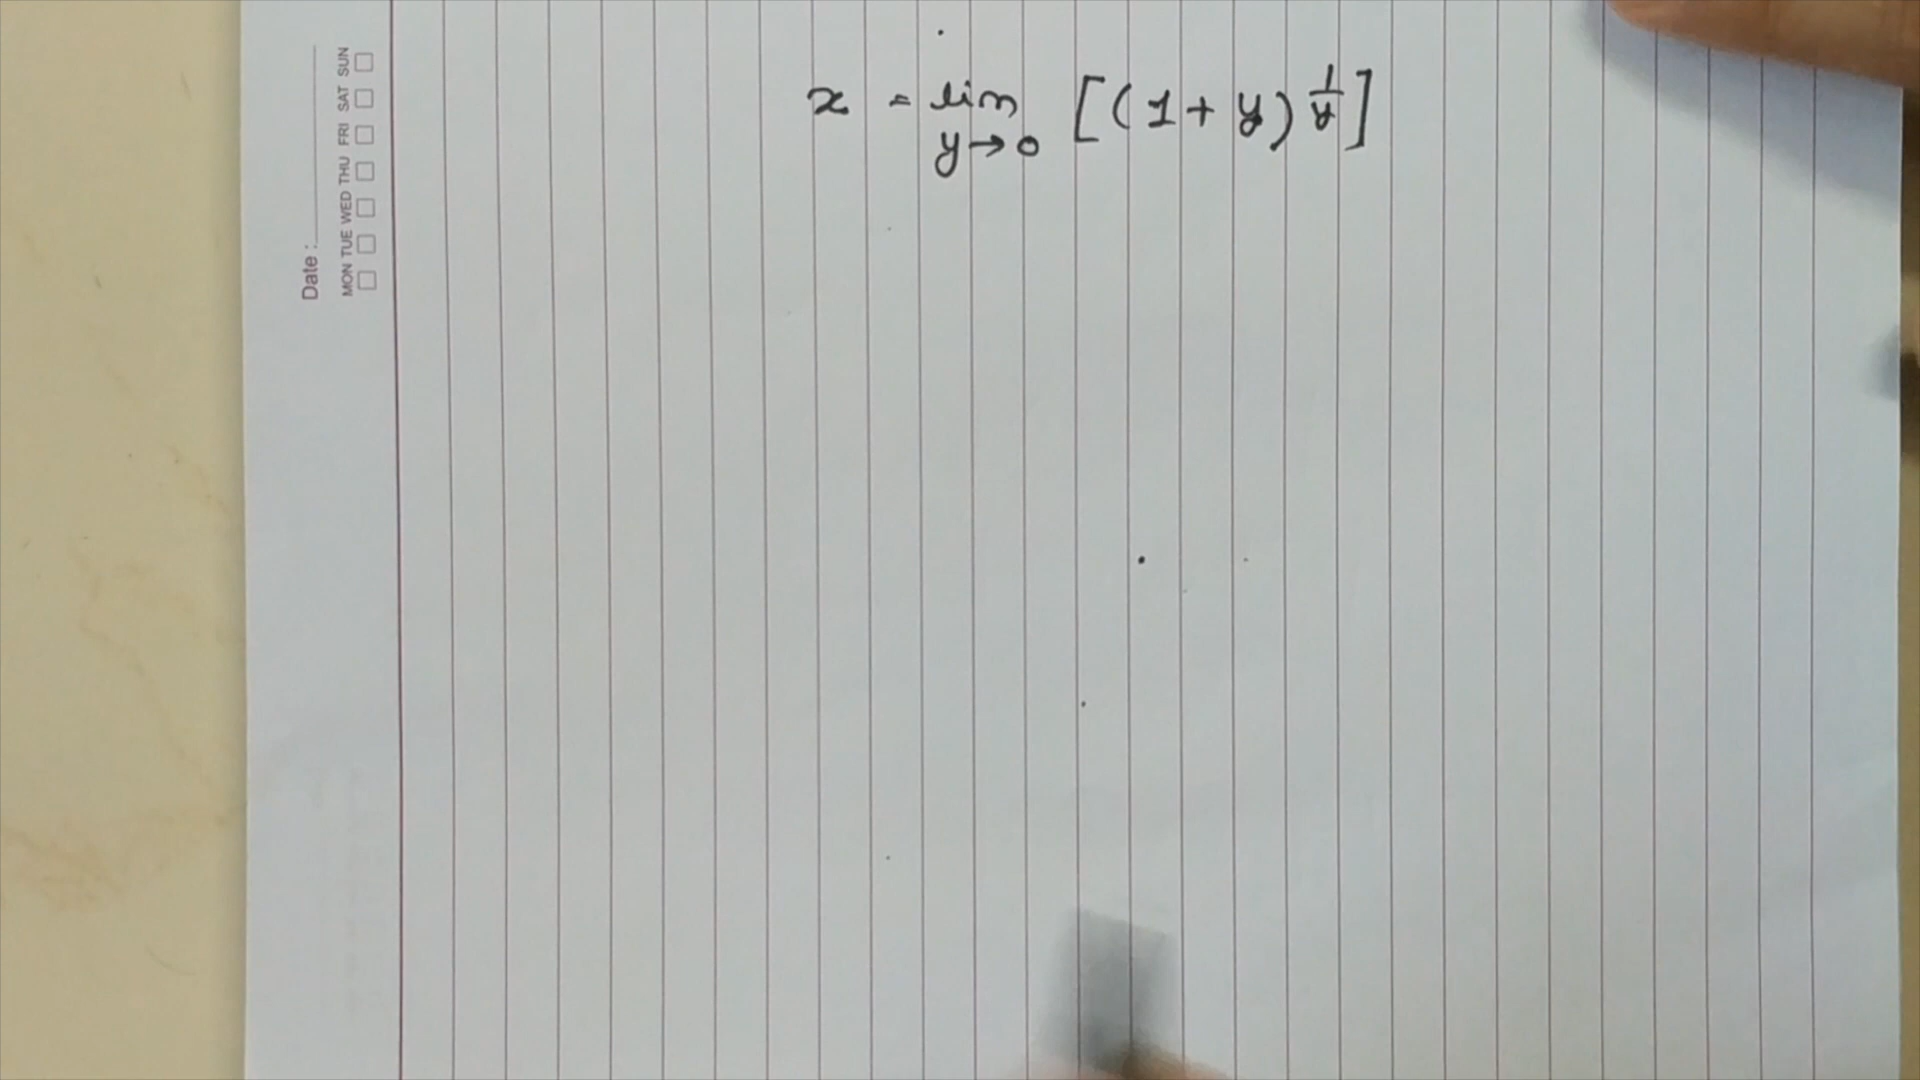 x = lim [(1+y)^{1/y}]
y→0
Date :
MON TUE WED THU FRI SAT SUN